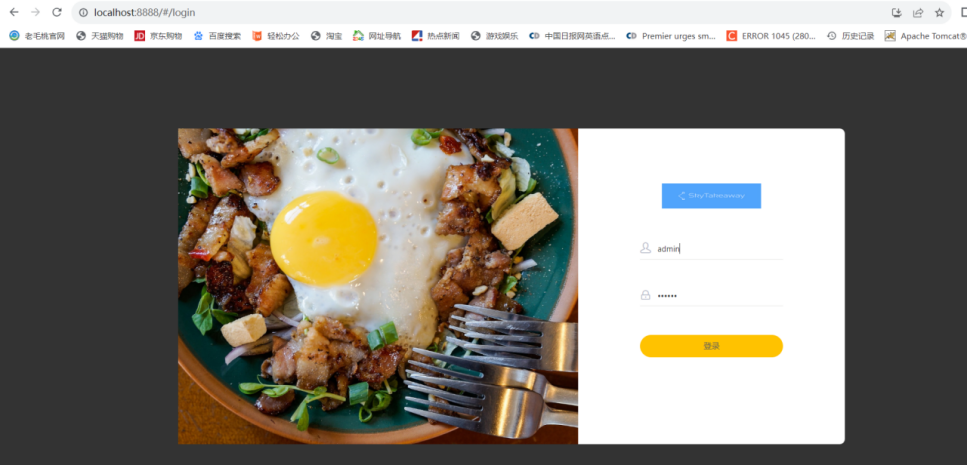 localhost:8888/#/login
老毛桃官网 天猫购物 JD 京东购物 百度搜索 轻松办公 淘宝 网址导航 热点新闻 游戏娱乐 CD 中国日报网英语点... CD Premier urges sm... C ERROR 1045 (280... 历史记录 Apache Tomcat®
SkyTakeaway
admin
••••••
登录